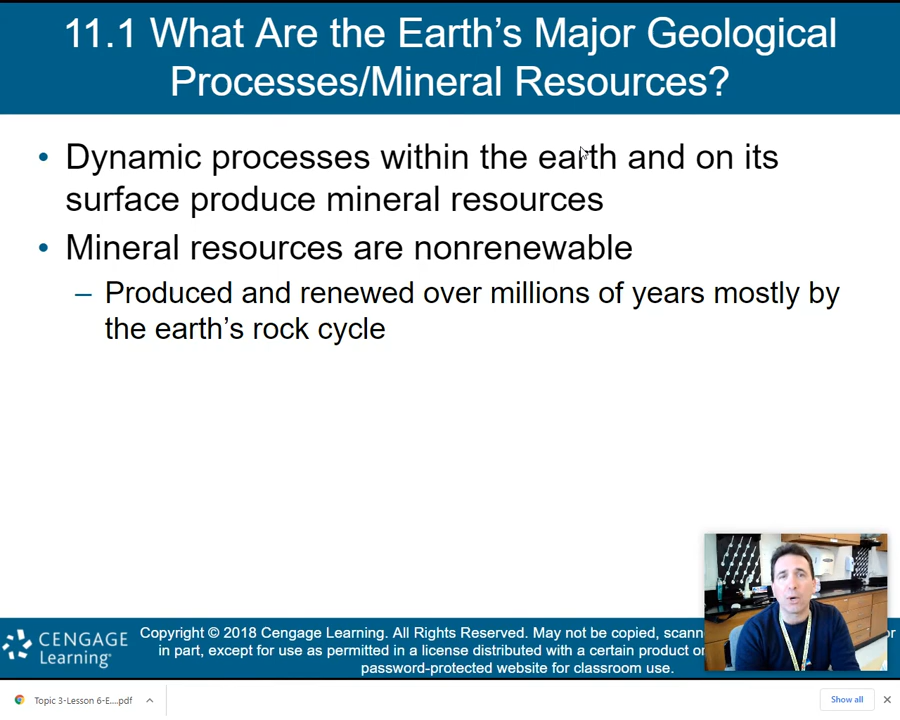 11.1 What Are the Earth's Major Geological
Processes/Mineral Resources?
• Dynamic processes within the earth and on its
surface produce mineral resources
• Mineral resources are nonrenewable
– Produced and renewed over millions of years mostly by
the earth's rock cycle
CENGAGE
Learning
Copyright © 2018 Cengage Learning. All Rights Reserved. May not be copied,
in part, except for use as permitted in a license distributed with a certain product
password-protected website for classroom use.
Topic 3-Lesson 6-E....pdf
Show all